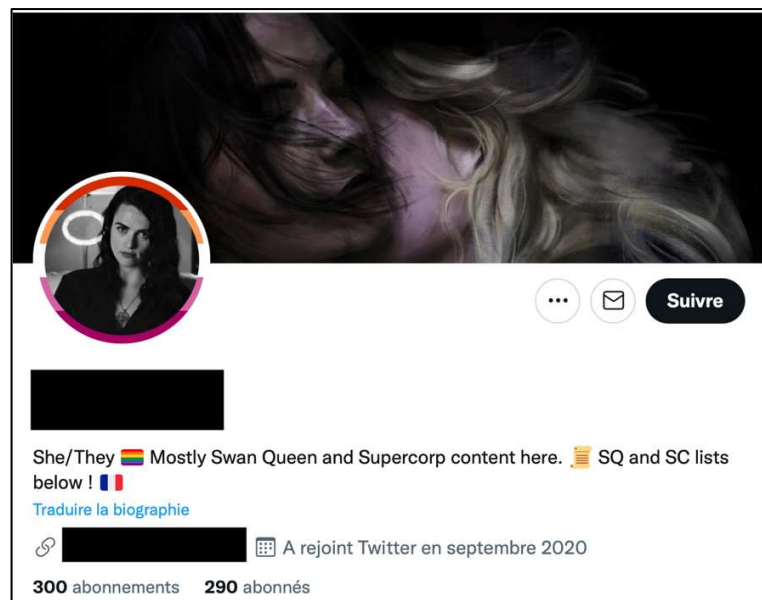 Suivre
She/They 🏳️‍🌈 Mostly Swan Queen and Supercorp content here. 📜 SQ and SC lists
below ! 🇫🇷
Traduire la biographie
A rejoint Twitter en septembre 2020
300 abonnements 290 abonnés